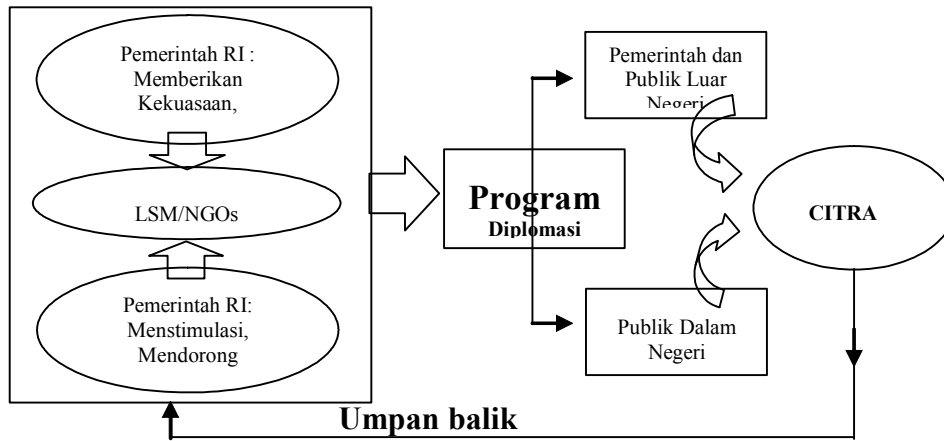 Pemerintah RI :
Memberikan
Kekuasaan,
LSM/NGOs
Pemerintah RI:
Menstimulasi,
Mendorong
Program
Diplomasi
Pemerintah dan
Publik Luar
Negeri
Publik Dalam
Negeri
CITRA
Umpan balik